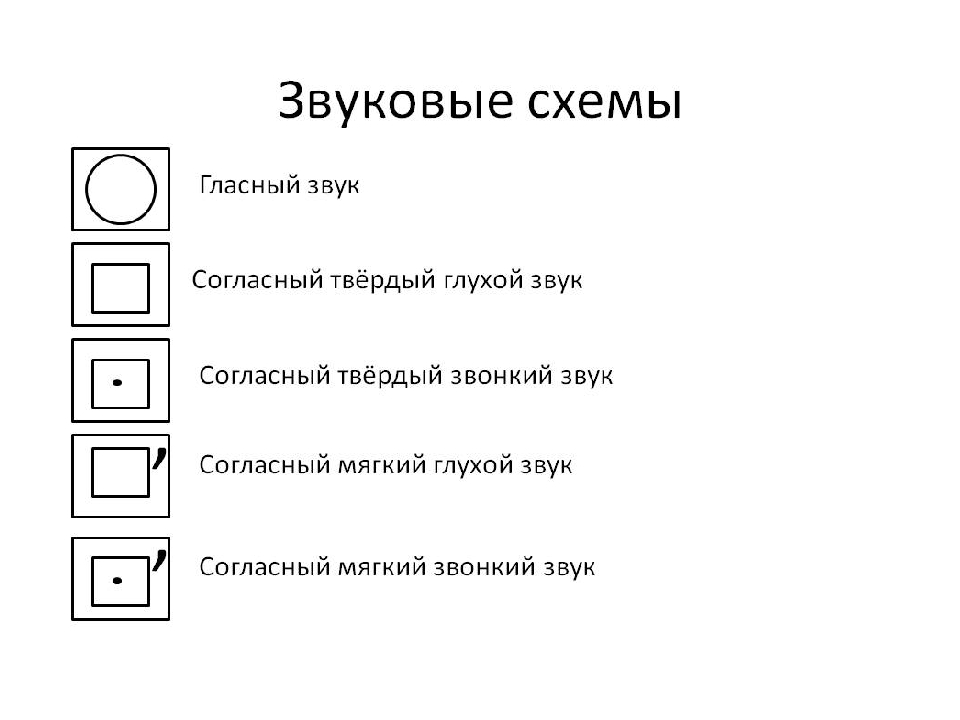 Звуковые схемы
Гласный звук
Согласный твёрдый глухой звук
Согласный твёрдый звонкий звук
Согласный мягкий глухой звук
Согласный мягкий звонкий звук